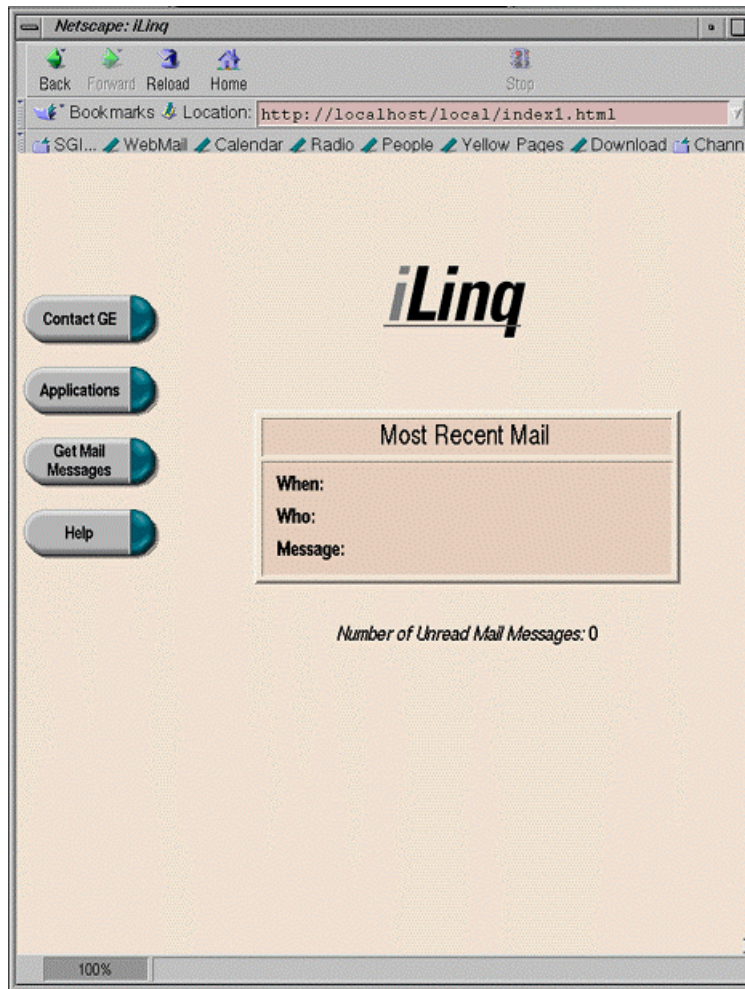 Netscape: iLinq
Back Forward Reload Home Stop
Bookmarks Location: http://localhost/local/index1.html
SGI... WebMail Calendar Radio People Yellow Pages Download Chann
iLinq
Contact GE
Applications
Get Mail
Messages
Help
Most Recent Mail
When:
Who:
Message:
Number of Unread Mail Messages: 0
100%